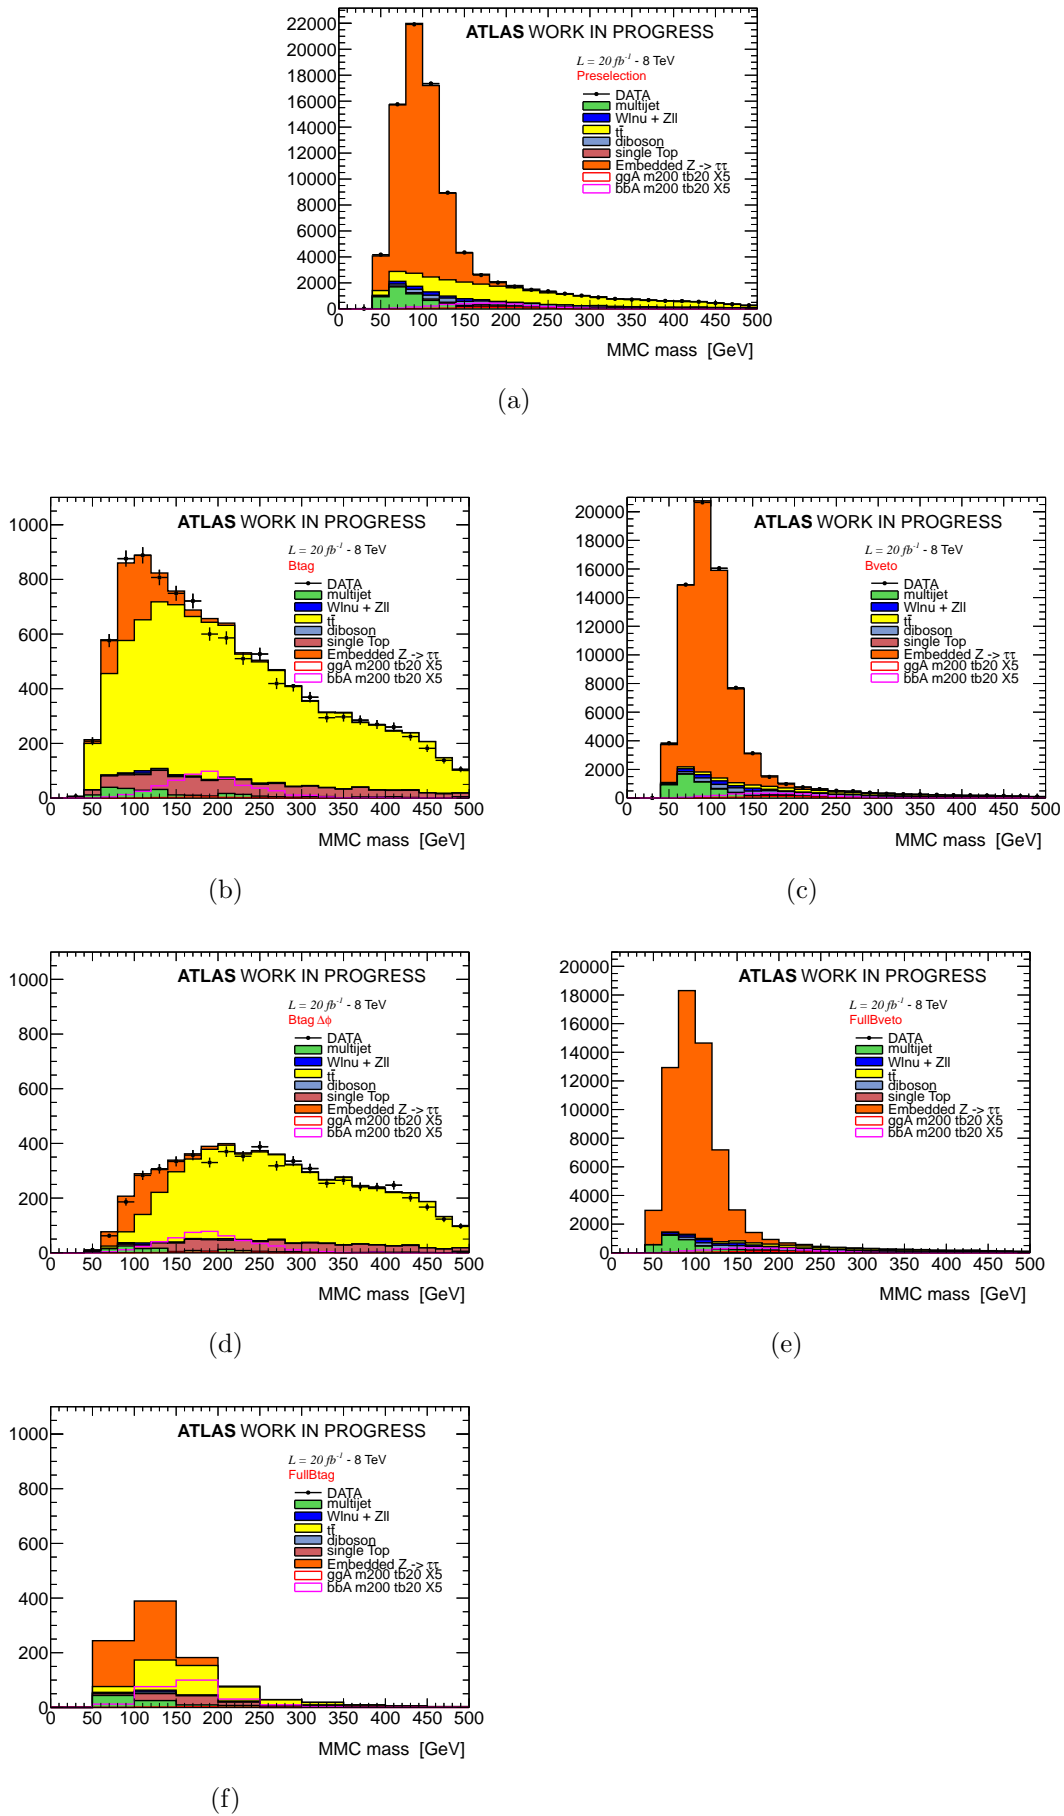 22000
20000
18000
16000
14000
12000
10000
8000
6000
4000
2000
0
ATLAS WORK IN PROGRESS
L = 20 fb⁻¹ - 8 TeV
Preselection
DATA
multijet
Wlnu + Zll
tt̄
diboson
single Top
Embedded Z -> ττ
ggA m200 tb20 X5
bbA m200 tb20 X5
0 50 100 150 200 250 300 350 400 450 500
MMC mass [GeV]
(a)
1000
800
600
400
200
0
ATLAS WORK IN PROGRESS
L = 20 fb⁻¹ - 8 TeV
Btag
DATA
multijet
Wlnu + Zll
tt̄
diboson
single Top
Embedded Z -> ττ
ggA m200 tb20 X5
bbA m200 tb20 X5
0 50 100 150 200 250 300 350 400 450 500
MMC mass [GeV]
(b)
20000
18000
16000
14000
12000
10000
8000
6000
4000
2000
0
ATLAS WORK IN PROGRESS
L = 20 fb⁻¹ - 8 TeV
Bveto
DATA
multijet
Wlnu + Zll
tt̄
diboson
single Top
Embedded Z -> ττ
ggA m200 tb20 X5
bbA m200 tb20 X5
0 50 100 150 200 250 300 350 400 450 500
MMC mass [GeV]
(c)
1000
800
600
400
200
0
ATLAS WORK IN PROGRESS
L = 20 fb⁻¹ - 8 TeV
Btag Δϕ
DATA
multijet
Wlnu + Zll
tt̄
diboson
single Top
Embedded Z -> ττ
ggA m200 tb20 X5
bbA m200 tb20 X5
0 50 100 150 200 250 300 350 400 450 500
MMC mass [GeV]
(d)
20000
18000
16000
14000
12000
10000
8000
6000
4000
2000
0
ATLAS WORK IN PROGRESS
L = 20 fb⁻¹ - 8 TeV
FullBveto
DATA
multijet
Wlnu + Zll
tt̄
diboson
single Top
Embedded Z -> ττ
ggA m200 tb20 X5
bbA m200 tb20 X5
0 50 100 150 200 250 300 350 400 450 500
MMC mass [GeV]
(e)
1000
800
600
400
200
0
ATLAS WORK IN PROGRESS
L = 20 fb⁻¹ - 8 TeV
FullBtag
DATA
multijet
Wlnu + Zll
tt̄
diboson
single Top
Embedded Z -> ττ
ggA m200 tb20 X5
bbA m200 tb20 X5
0 50 100 150 200 250 300 350 400 450 500
MMC mass [GeV]
(f)